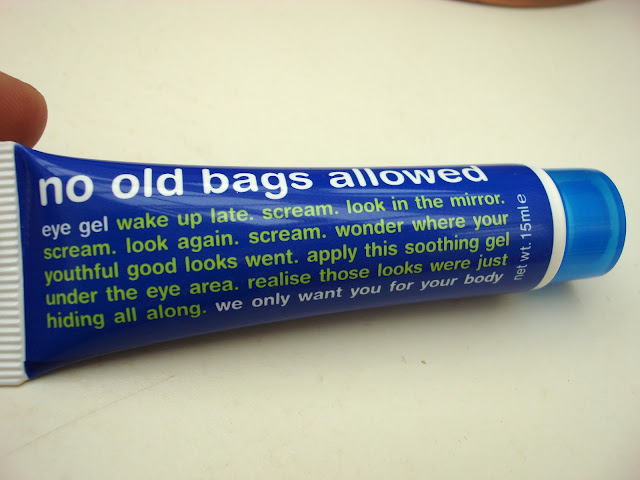 no old bags allowed
eye gel wake up late. scream. look in the mirror.
scream. look again. scream. wonder where your
youthful good looks went. apply this soothing gel
under the eye area. realise those looks were just
hiding all along. we only want you for your body
net wt. 15ml e